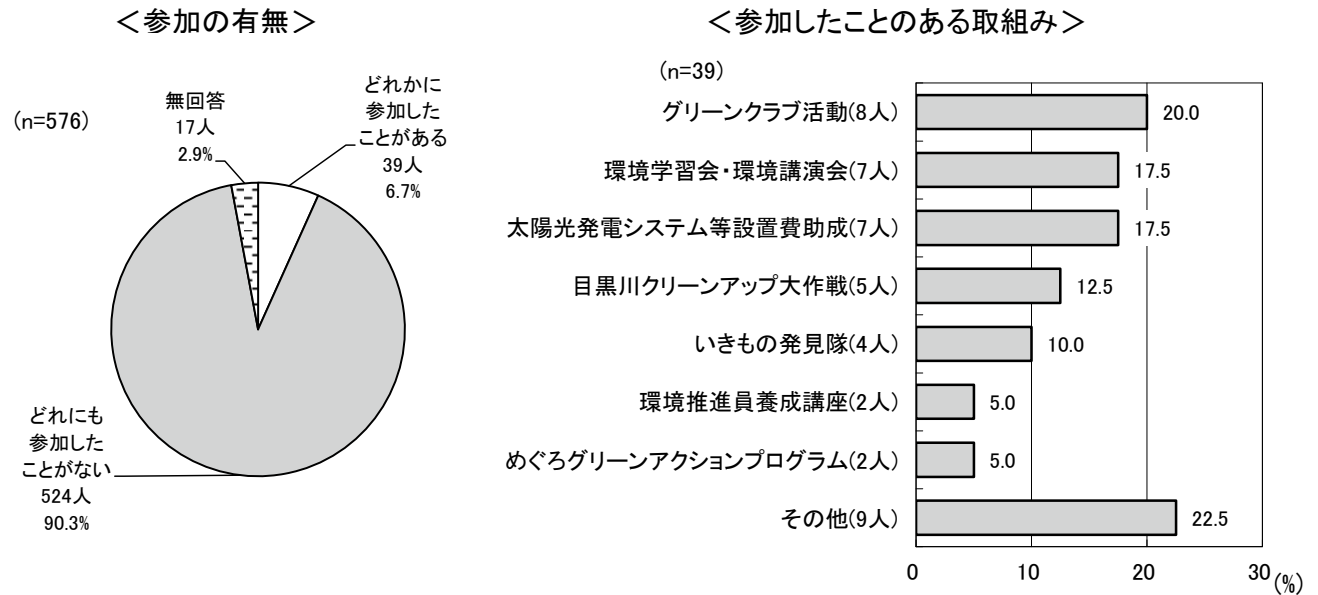 ＜参加の有無＞
(n=576)
無回答
17人
2.9%
どれかに
参加した
ことがある
39人
6.7%
どれにも
参加した
ことがない
524人
90.3%
＜参加したことのある取組み＞
(n=39)
グリーンクラブ活動(8人) 20.0
環境学習会・環境講演会(7人) 17.5
太陽光発電システム等設置費助成(7人) 17.5
目黒川クリーンアップ大作戦(5人) 12.5
いきもの発見隊(4人) 10.0
環境推進員養成講座(2人) 5.0
めぐろグリーンアクションプログラム(2人) 5.0
その他(9人) 22.5
0 10 20 30 (%)